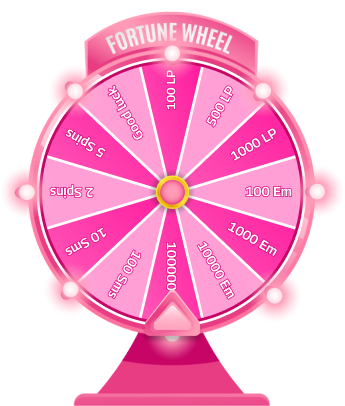 FORTUNE WHEEL
100 LP
500 LP
1000 LP
100 Em
1000 Em
10000 Em
100 Sms
10 Sms
2 Spins
5 Spins
Good luck